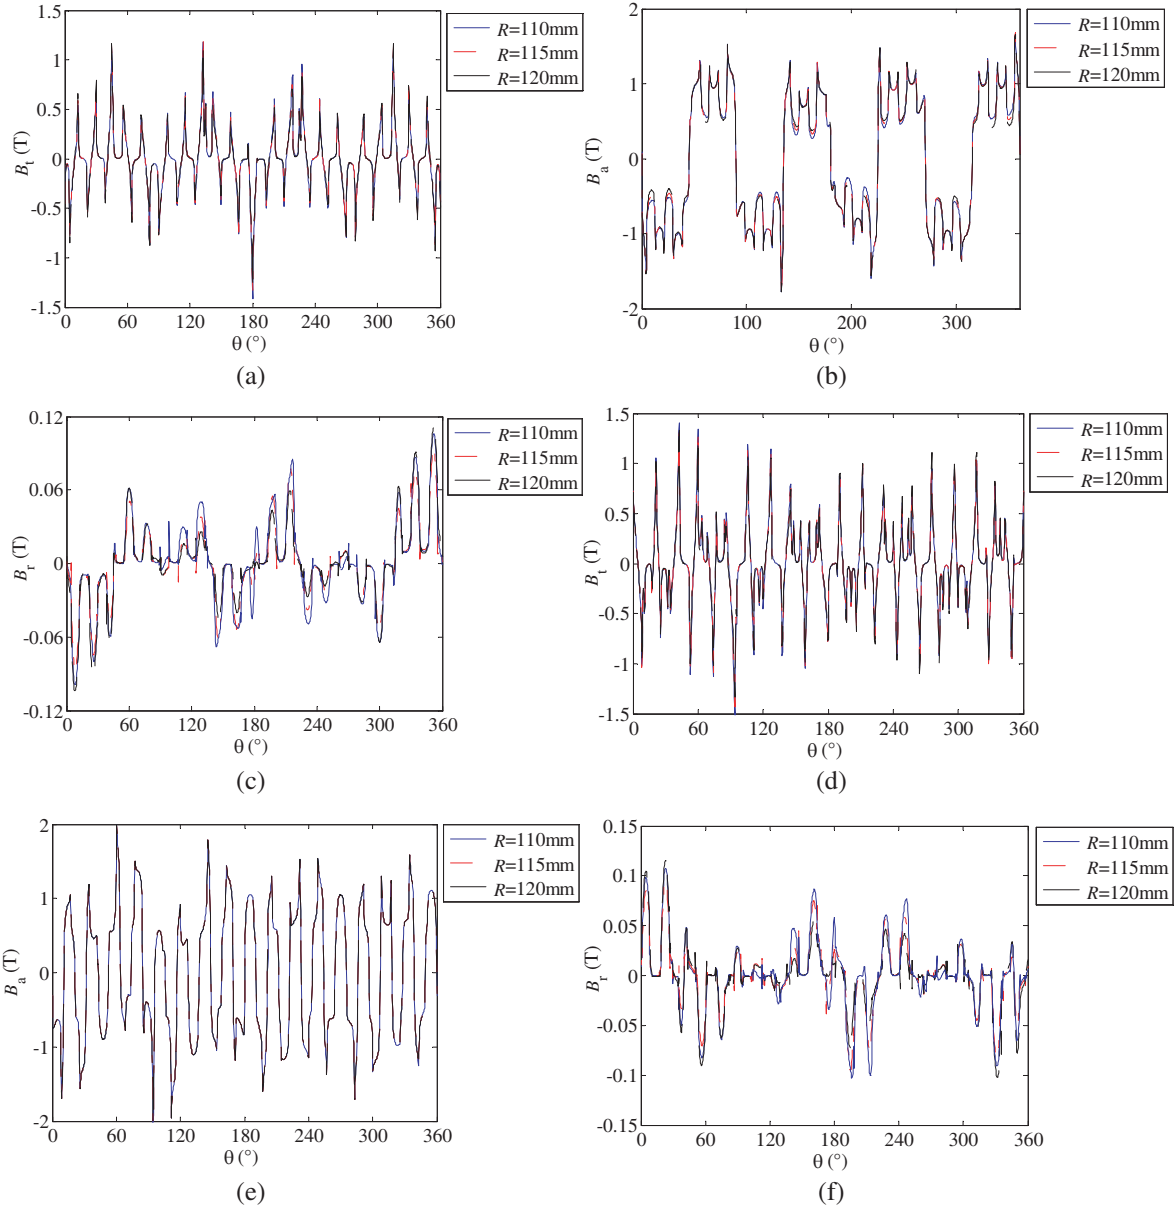 1.5
1
0.5
0
-0.5
-1
-1.5
B_t (T)
0 60 120 180 240 300 360
θ (°)
R=110mm
R=115mm
R=120mm
(a)
2
1
0
-1
-2
B_a (T)
0 100 200 300
θ (°)
R=110mm
R=115mm
R=120mm
(b)
0.12
0.06
0
-0.06
-0.12
B_r (T)
0 60 120 180 240 300 360
θ (°)
R=110mm
R=115mm
R=120mm
(c)
1.5
1
0.5
0
-0.5
-1
-1.5
B_t (T)
0 60 120 180 240 300 360
θ (°)
R=110mm
R=115mm
R=120mm
(d)
2
1
0
-1
-2
B_a (T)
0 60 120 180 240 300 360
θ (°)
R=110mm
R=115mm
R=120mm
(e)
0.15
0.1
0.05
0
-0.05
-0.1
-0.15
B_r (T)
0 60 120 180 240 300 360
θ (°)
R=110mm
R=115mm
R=120mm
(f)